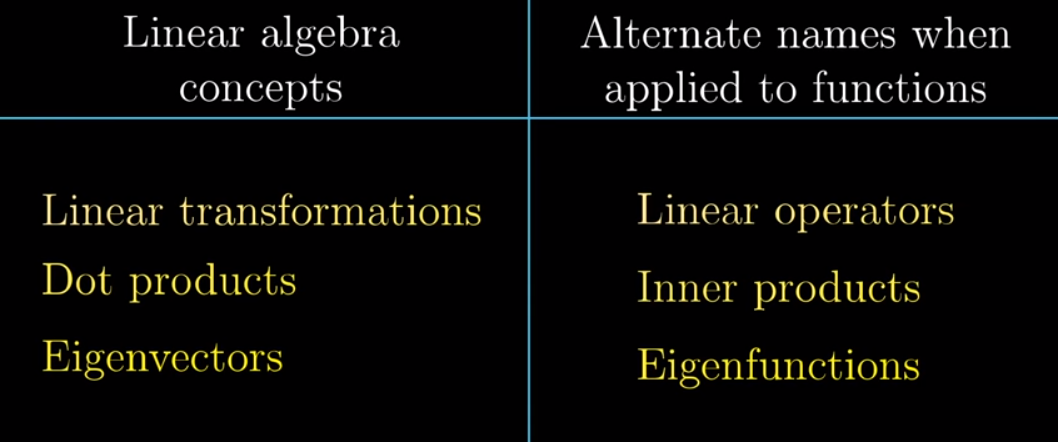 Linear algebra
concepts
Alternate names when
applied to functions
Linear transformations
Linear operators
Dot products
Inner products
Eigenvectors
Eigenfunctions